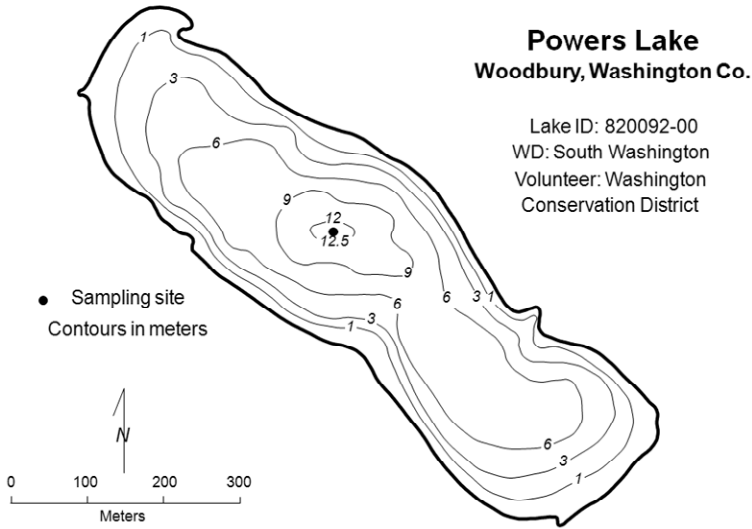 Powers Lake
Woodbury, Washington Co.
Lake ID: 820092-00
WD: South Washington
Volunteer: Washington
Conservation District
1
3
6
9
12
12.5
9
6
3
1
6
6
3
1
6
3
1
Sampling site
Contours in meters
N
0 100 200 300
Meters